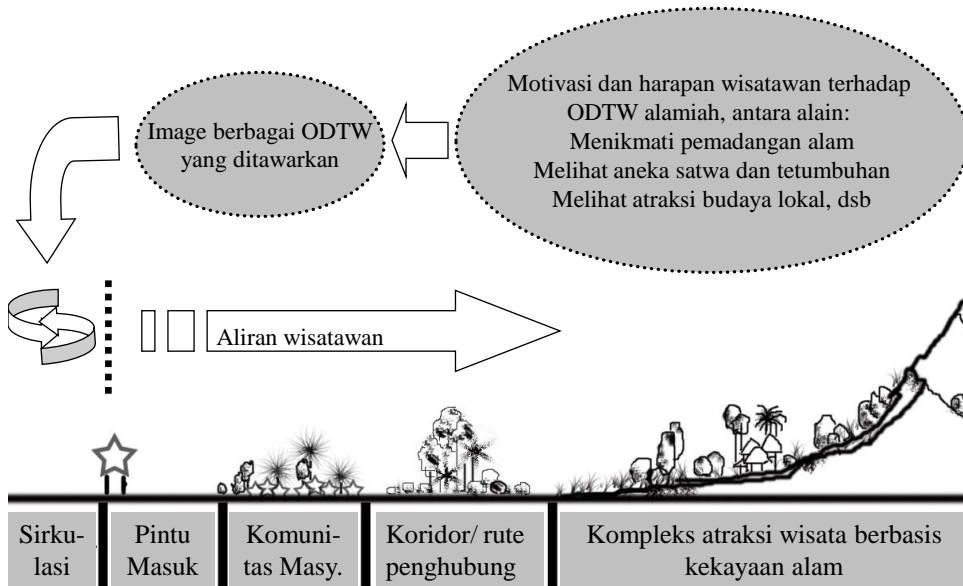 Motivasi dan harapan wisatawan terhadap
ODTW alamiah, antara alain:
Menikmati pemadangan alam
Melihat aneka satwa dan tetumbuhan
Melihat atraksi budaya lokal, dsb
Image berbagai ODTW
yang ditawarkan
Aliran wisatawan
Sirku-
lasi
Pintu
Masuk
Komuni-
tas Masy.
Koridor/ rute
penghubung
Kompleks atraksi wisata berbasis
kekayaan alam